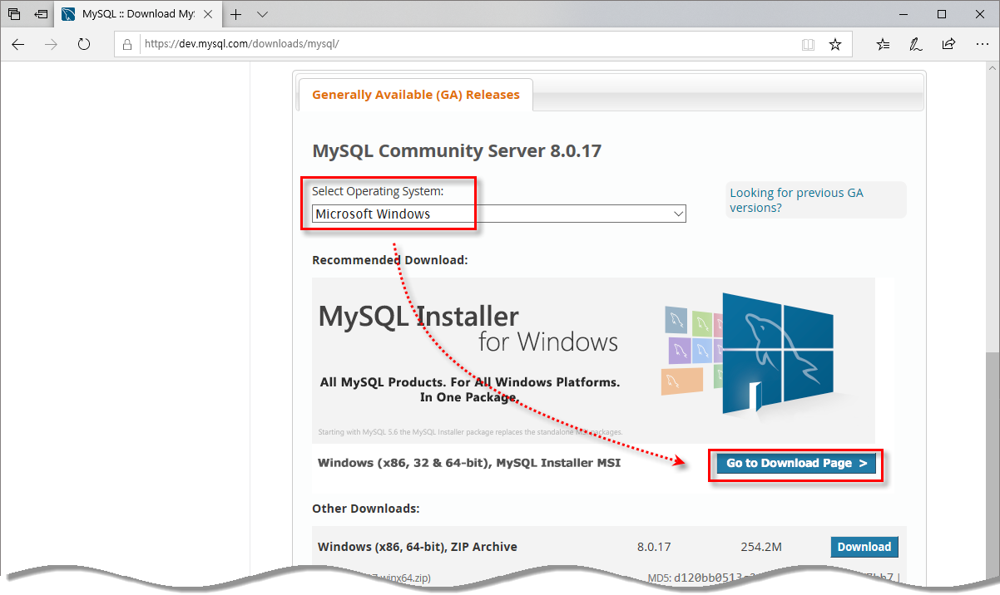 MySQL :: Download My
https://dev.mysql.com/downloads/mysql/
Generally Available (GA) Releases
MySQL Community Server 8.0.17
Select Operating System:
Microsoft Windows
Looking for previous GA
versions?
Recommended Download:
MySQL Installer
for Windows
All MySQL Products. For All Windows Platforms.
In One Package.
Starting with MySQL 5.6 the MySQL Installer package replaces the standalone MSI packages.
Windows (x86, 32 & 64-bit), MySQL Installer MSI
Go to Download Page >
Other Downloads:
Windows (x86, 64-bit), ZIP Archive 8.0.17 254.2M Download
winx64.zip) MD5: d120bb0513c |